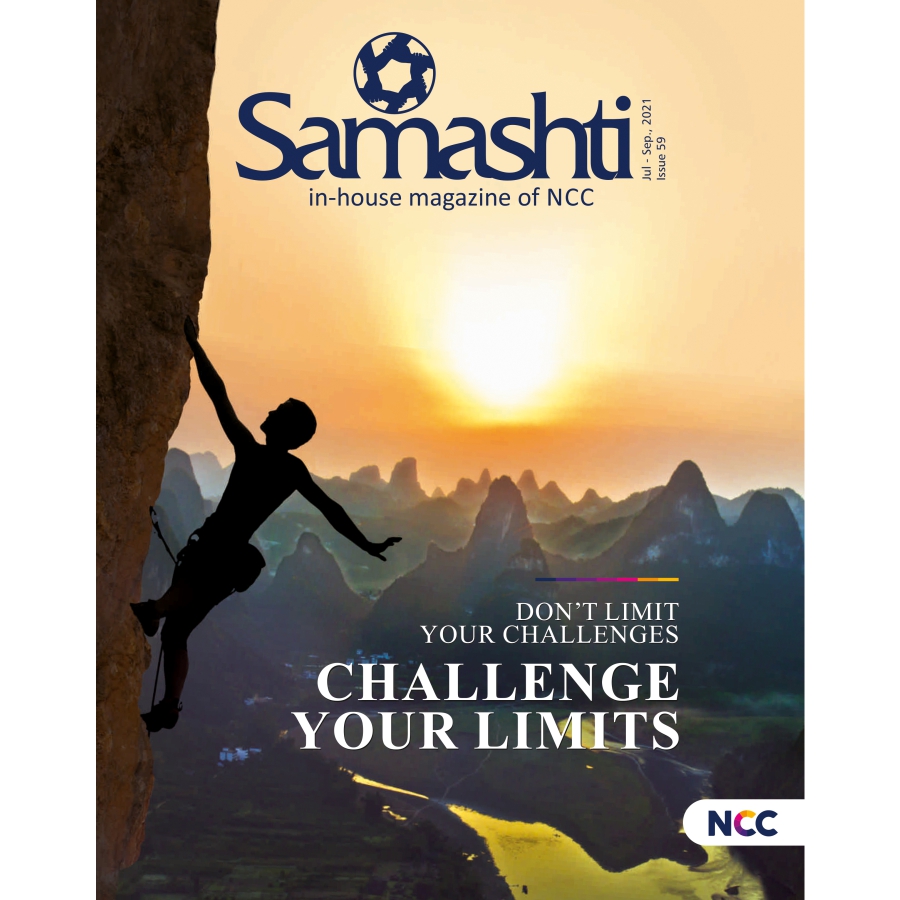 Samashti
Jul - Sep., 2021
Issue 59
in-house magazine of NCC
DON'T LIMIT
YOUR CHALLENGES
CHALLENGE
YOUR LIMITS
NCC